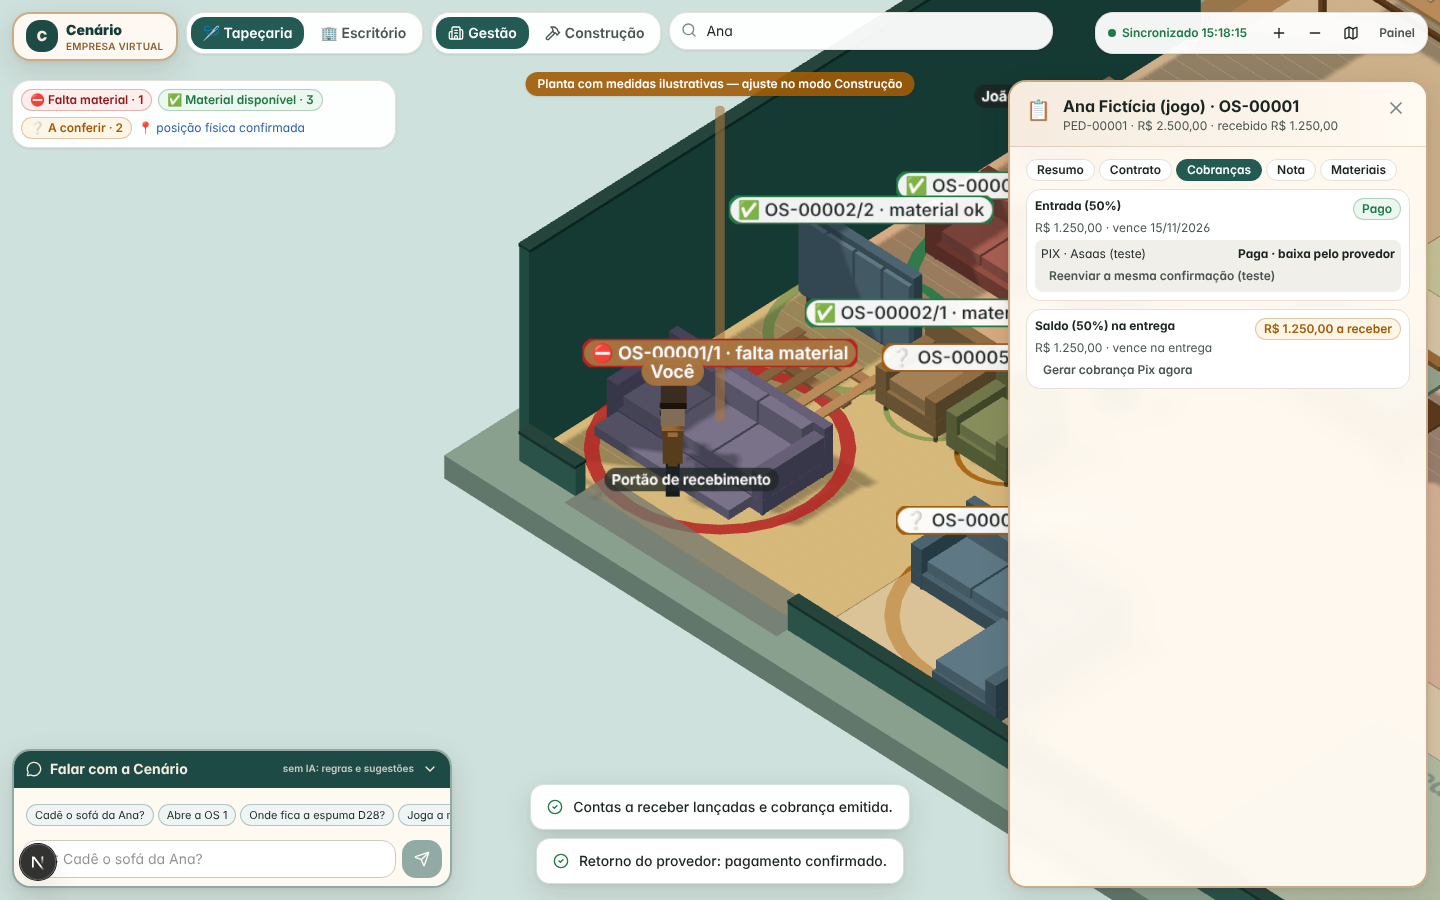 C
Cenário
EMPRESA VIRTUAL
Tapeçaria
Escritório
Gestão
Construção
Ana
Sincronizado 15:18:15
Painel
Falta material · 1
Material disponível · 3
A conferir · 2
posição física confirmada
Planta com medidas ilustrativas — ajuste no modo Construção
Joã
OS-0000
OS-00002/2 · material ok
OS-00002/1 · mater
OS-00001/1 · falta material
Você
OS-00005
Portão de recebimento
OS-0000
Ana Fictícia (jogo) · OS-00001
PED-00001 · R$ 2.500,00 · recebido R$ 1.250,00
Resumo
Contrato
Cobranças
Nota
Materiais
Entrada (50%)
Pago
R$ 1.250,00 · vence 15/11/2026
PIX · Asaas (teste)
Paga · baixa pelo provedor
Reenviar a mesma confirmação (teste)
Saldo (50%) na entrega
R$ 1.250,00 a receber
R$ 1.250,00 · vence na entrega
Gerar cobrança Pix agora
Falar com a Cenário
sem IA: regras e sugestões
Cadê o sofá da Ana?
Abre a OS 1
Onde fica a espuma D28?
Joga a
N
Cadê o sofá da Ana?
Contas a receber lançadas e cobrança emitida.
Retorno do provedor: pagamento confirmado.